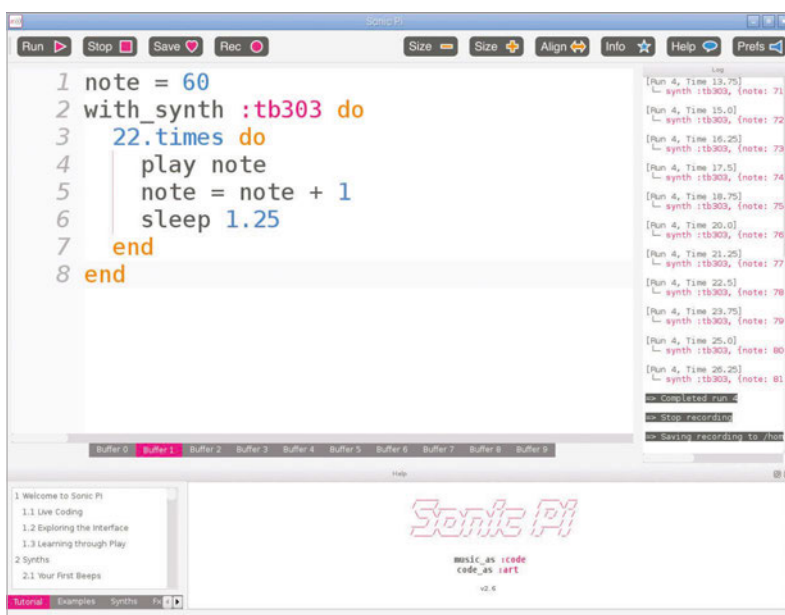 Sonic Pi
Run Stop Save Rec Size Size Align Info Help Prefs
1 note = 60
2 with_synth :tb303 do
3 22.times do
4 play note
5 note = note + 1
6 sleep 1.25
7 end
8 end
Log
[Run 4, Time 13.75]
└─ synth :tb303, {note: 71
[Run 4, Time 15.0]
└─ synth :tb303, {note: 72
[Run 4, Time 16.25]
└─ synth :tb303, {note: 73
[Run 4, Time 17.5]
└─ synth :tb303, {note: 74
[Run 4, Time 18.75]
└─ synth :tb303, {note: 75
[Run 4, Time 20.0]
└─ synth :tb303, {note: 76
[Run 4, Time 21.25]
└─ synth :tb303, {note: 77
[Run 4, Time 22.5]
└─ synth :tb303, {note: 78
[Run 4, Time 23.75]
└─ synth :tb303, {note: 79
[Run 4, Time 25.0]
└─ synth :tb303, {note: 80
[Run 4, Time 26.25]
└─ synth :tb303, {note: 81
=> Completed run 4
=> Stop recording
=> Saving recording to /hom
Buffer 0 Buffer 1 Buffer 2 Buffer 3 Buffer 4 Buffer 5 Buffer 6 Buffer 7 Buffer 8 Buffer 9
Help
1 Welcome to Sonic Pi
1.1 Live Coding
1.2 Exploring the Interface
1.3 Learning through Play
2 Synths
2.1 Your First Beeps
Tutorial Examples Synths Fx
Sonic Pi
music_as :code
code_as :art
v2.6